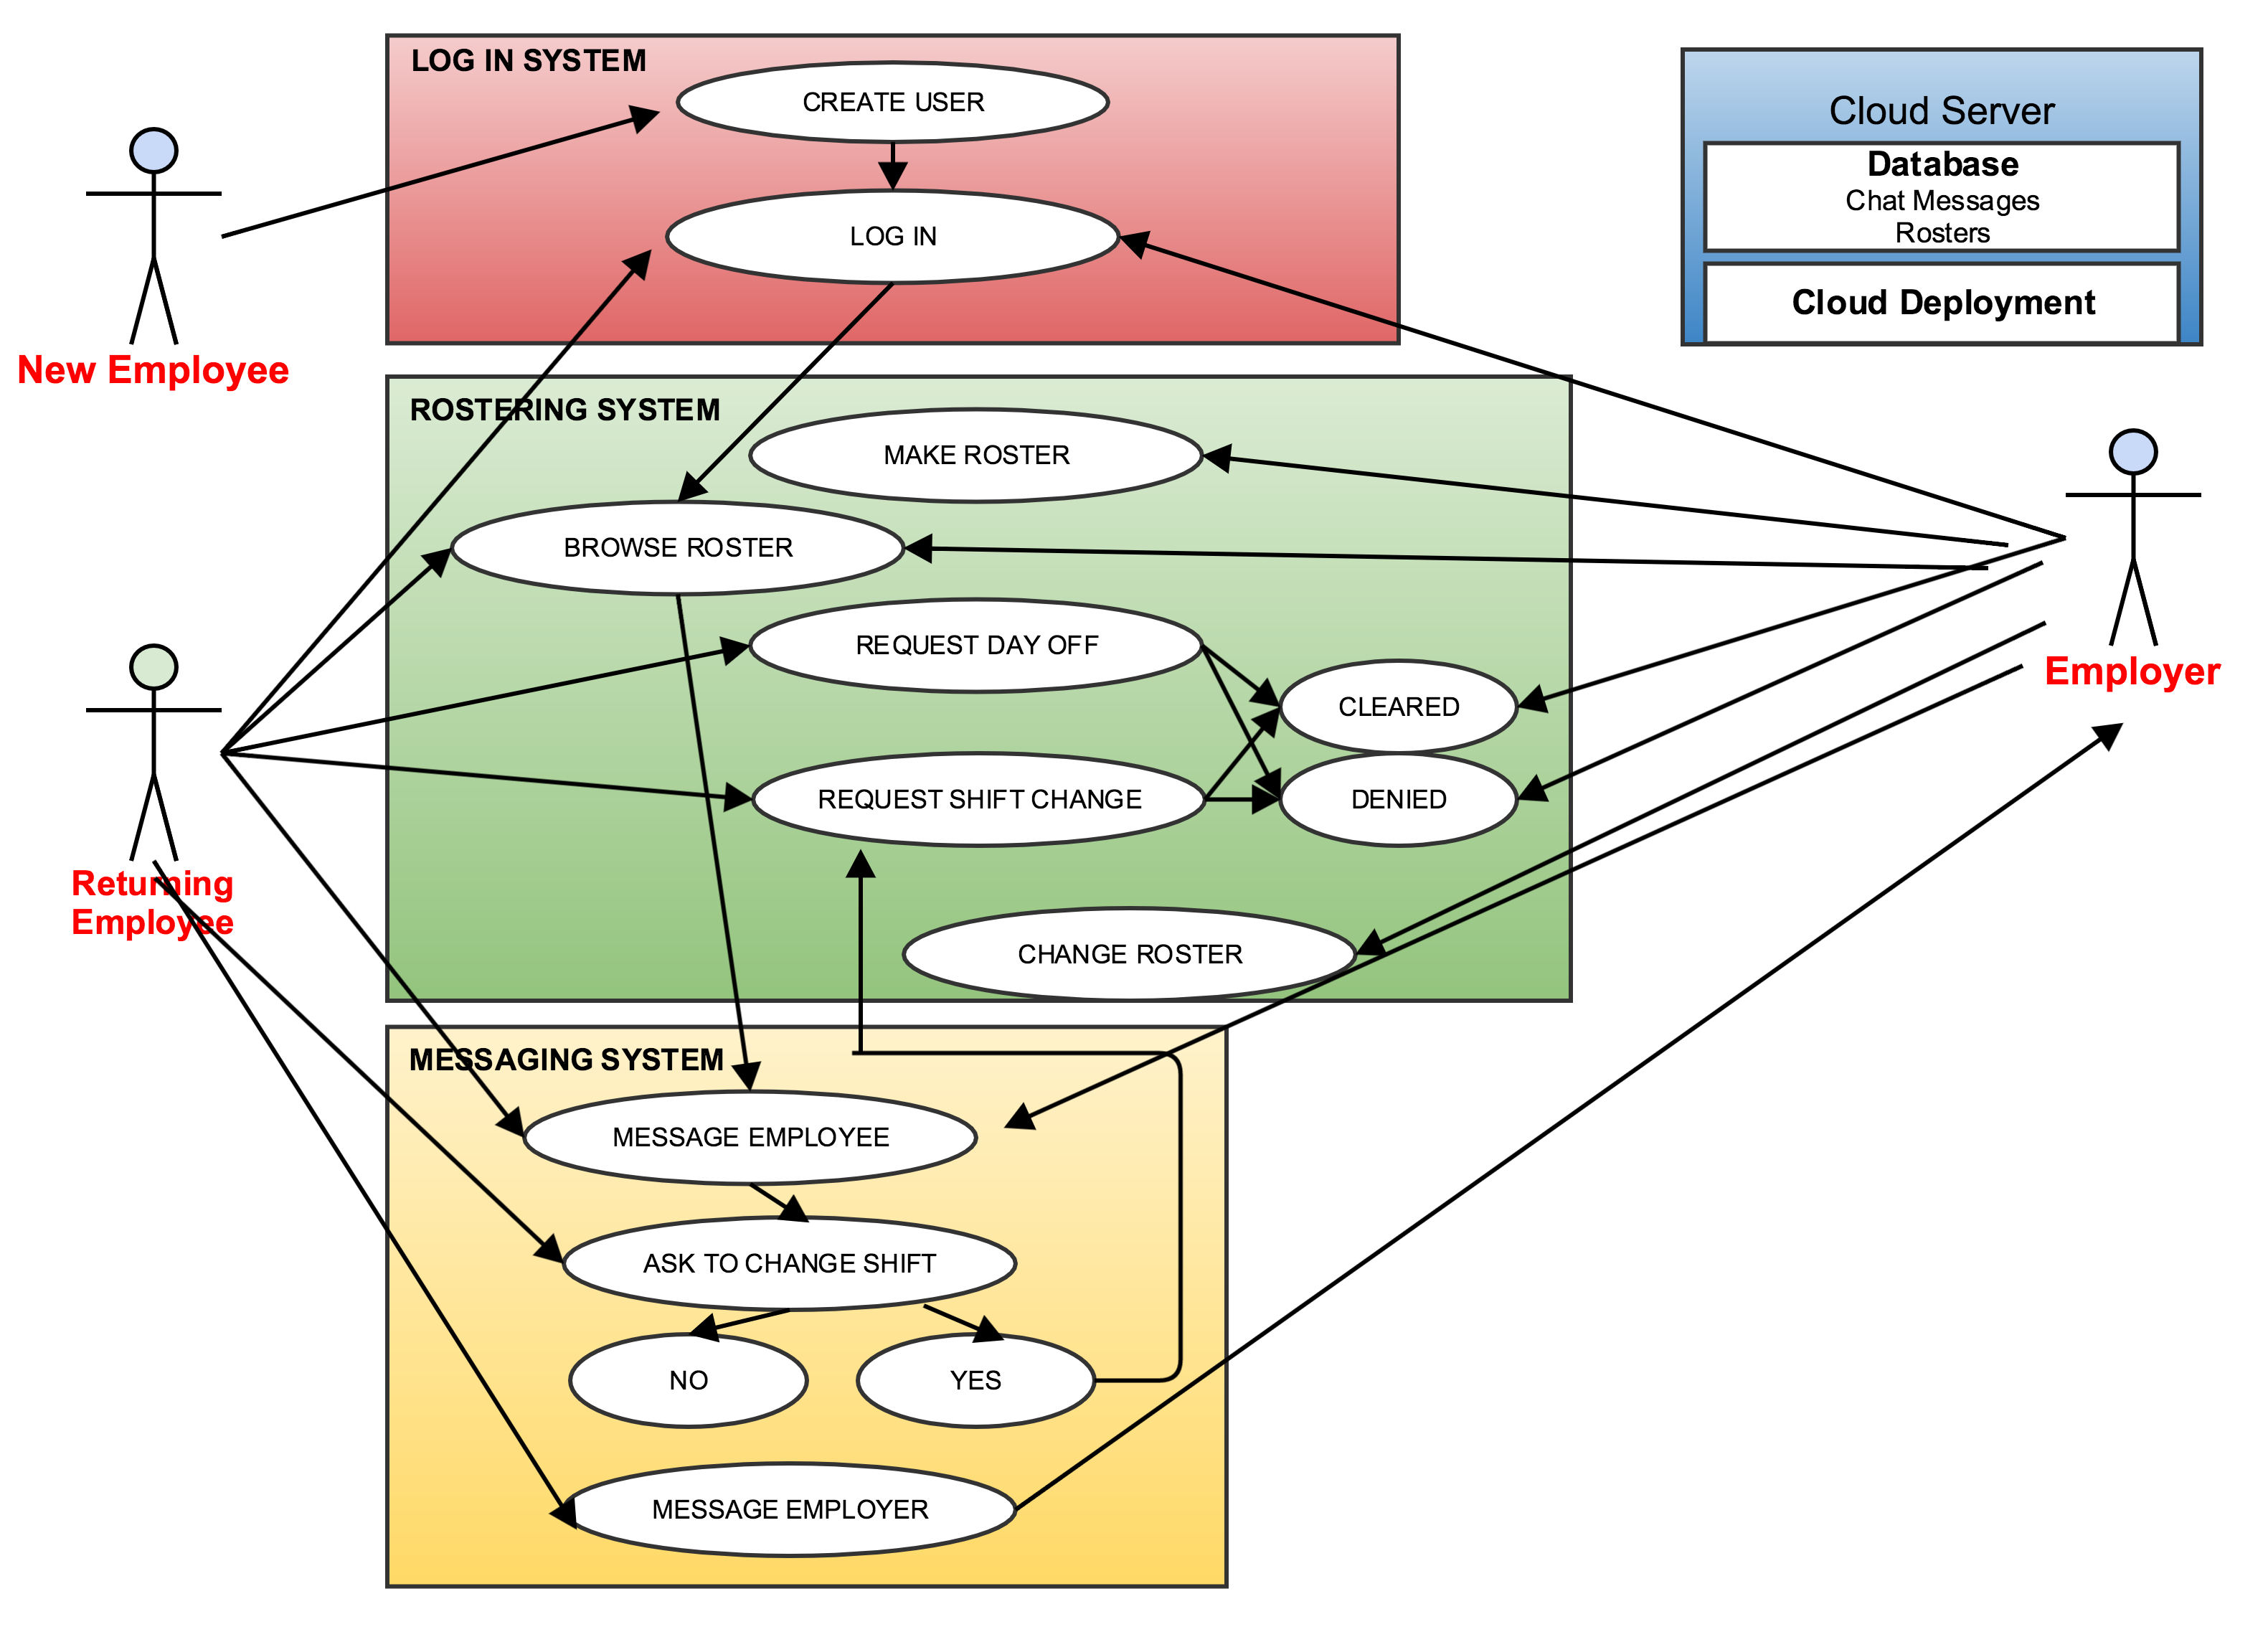 LOG IN SYSTEM
CREATE USER
LOG IN
Cloud Server
Database
Chat Messages
Rosters
Cloud Deployment
New Employee
ROSTERING SYSTEM
MAKE ROSTER
BROWSE ROSTER
REQUEST DAY OFF
CLEARED
REQUEST SHIFT CHANGE
DENIED
CHANGE ROSTER
Employer
Returning
Employee
MESSAGING SYSTEM
MESSAGE EMPLOYEE
ASK TO CHANGE SHIFT
NO
YES
MESSAGE EMPLOYER